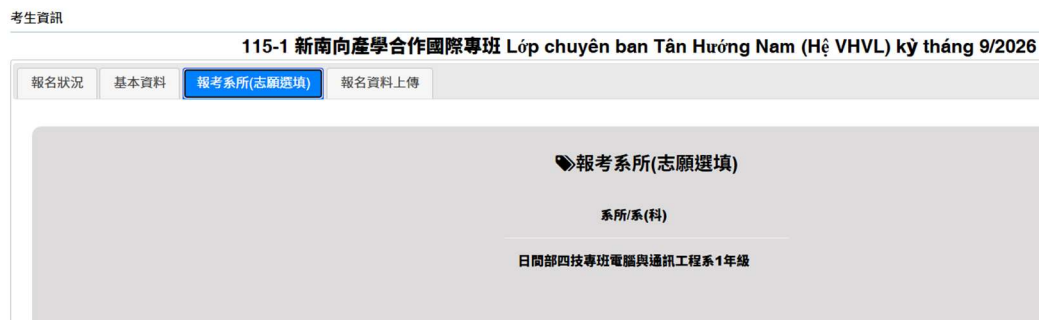 考生資訊
115-1 新南向產學合作國際專班 Lớp chuyên ban Tân Hướng Nam (Hệ VHVL) kỳ tháng 9/2026
報名狀況 基本資料 報考系所(志願選填) 報名資料上傳
報考系所(志願選填)
系所/系(科)
日間部四技專班電腦與通訊工程系1年級